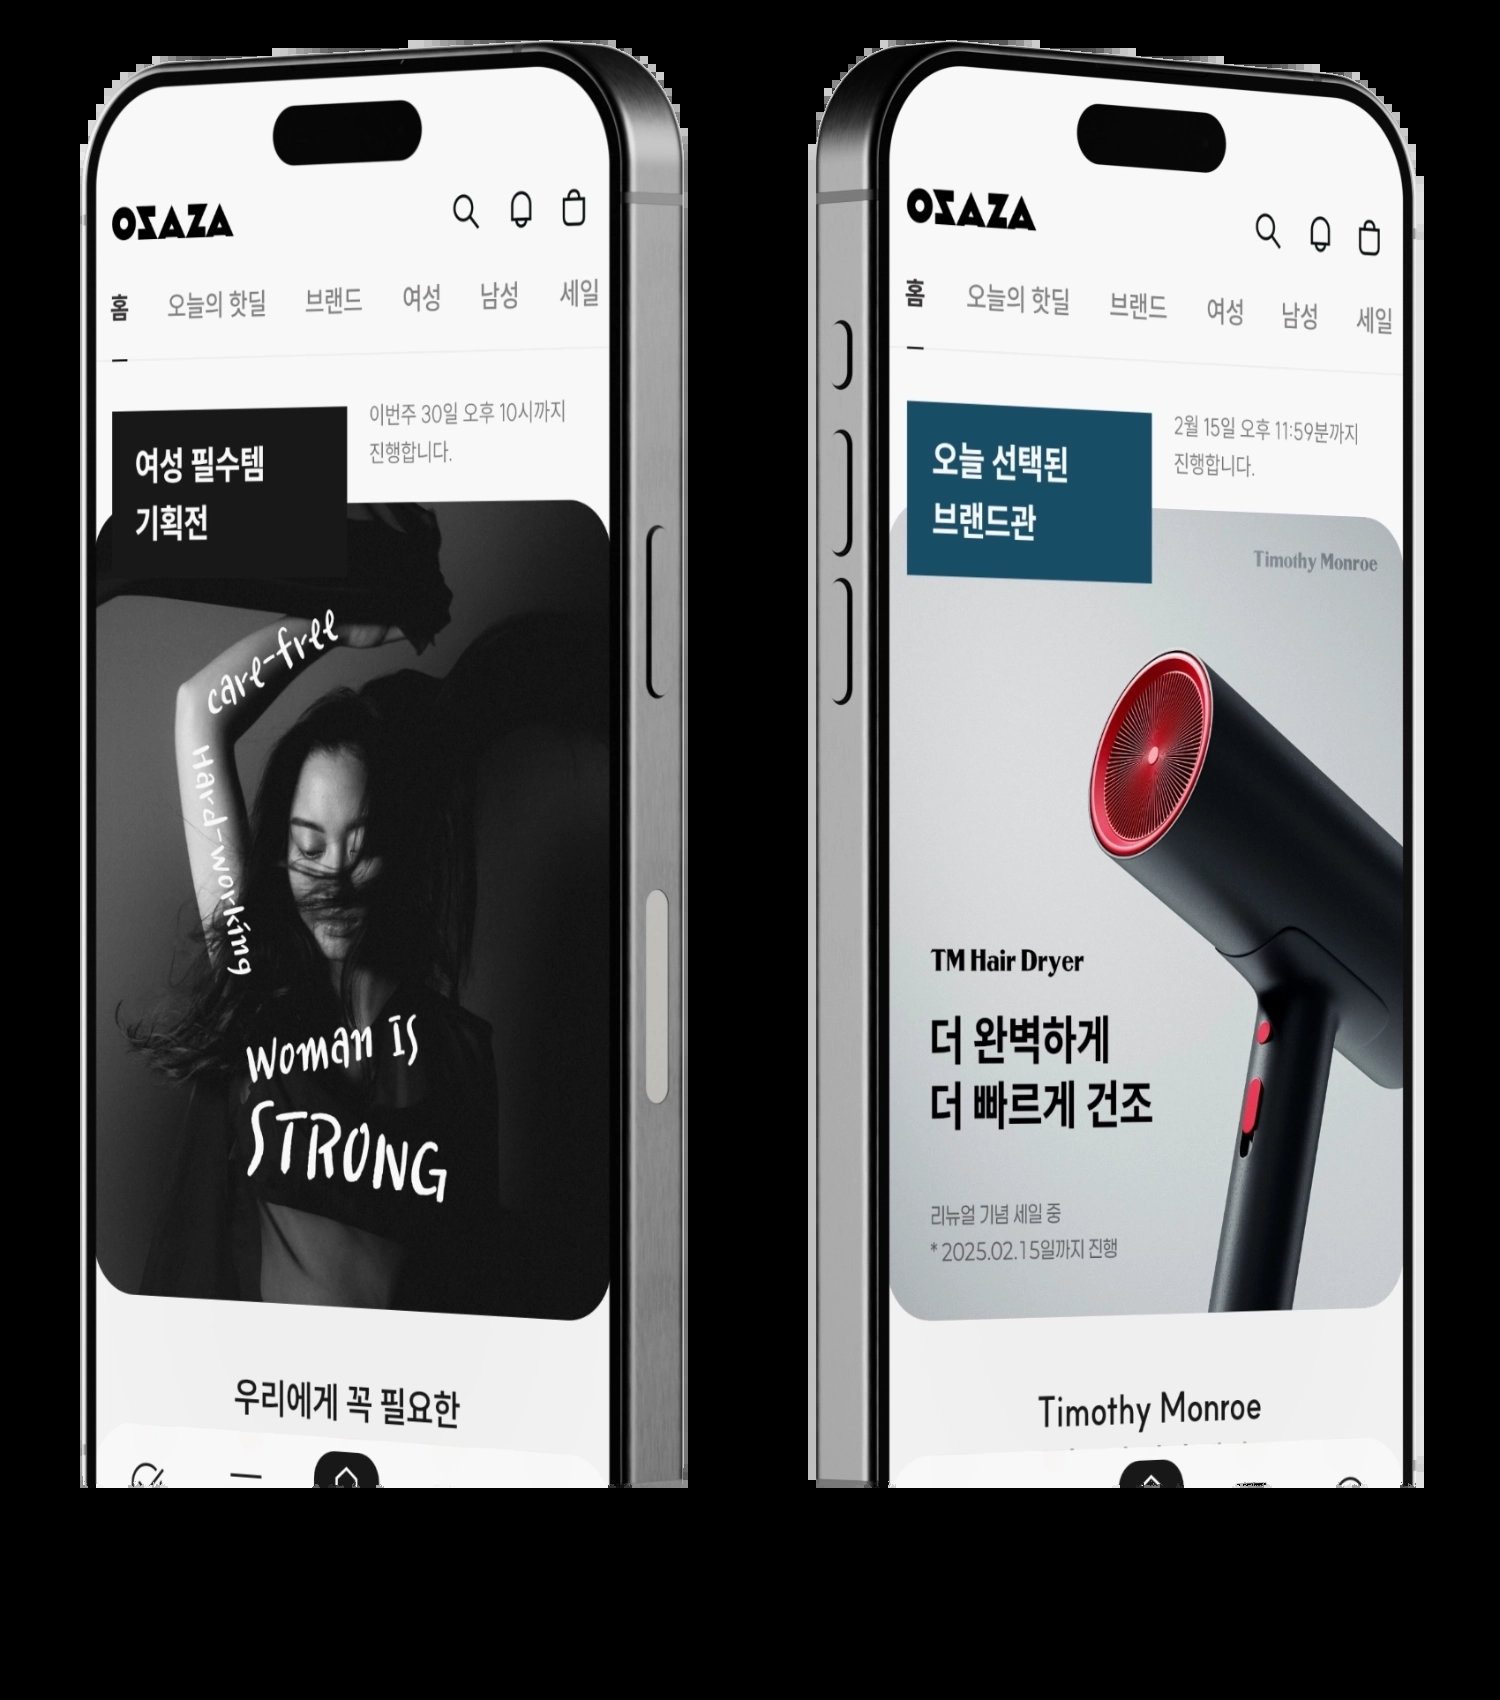 OZAZA
홈 오늘의 핫딜 브랜드 여성 남성 세일
여성 필수템
기획전
이번주 30일 오후 10시까지
진행합니다.
care-free
Hard-working
Woman IS
STRONG
우리에게 꼭 필요한
OZAZA
홈 오늘의 핫딜 브랜드 여성 남성 세일
오늘 선택된
브랜드관
2월 15일 오후 11:59분까지
진행합니다.
Timothy Monroe
TM Hair Dryer
더 완벽하게
더 빠르게 건조
리뉴얼 기념 세일 중
* 2025.02.15일까지 진행
Timothy Monroe